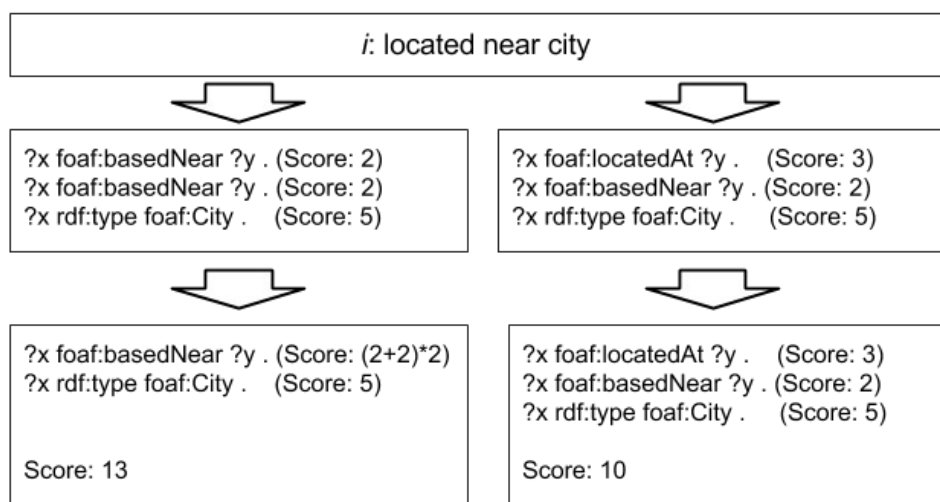 i: located near city
?x foaf:basedNear ?y . (Score: 2)
?x foaf:basedNear ?y . (Score: 2)
?x rdf:type foaf:City . (Score: 5)
?x foaf:locatedAt ?y . (Score: 3)
?x foaf:basedNear ?y . (Score: 2)
?x rdf:type foaf:City . (Score: 5)
?x foaf:basedNear ?y . (Score: (2+2)*2)
?x rdf:type foaf:City . (Score: 5)
Score: 13
?x foaf:locatedAt ?y . (Score: 3)
?x foaf:basedNear ?y . (Score: 2)
?x rdf:type foaf:City . (Score: 5)
Score: 10